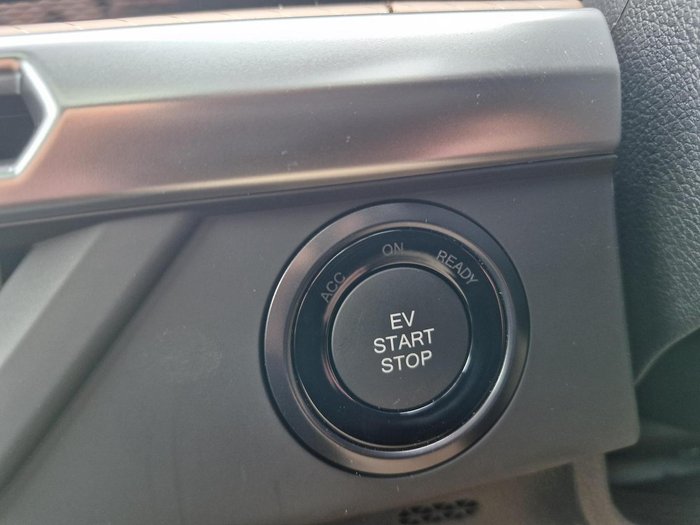 ACC ON READY
EV
START
STOP